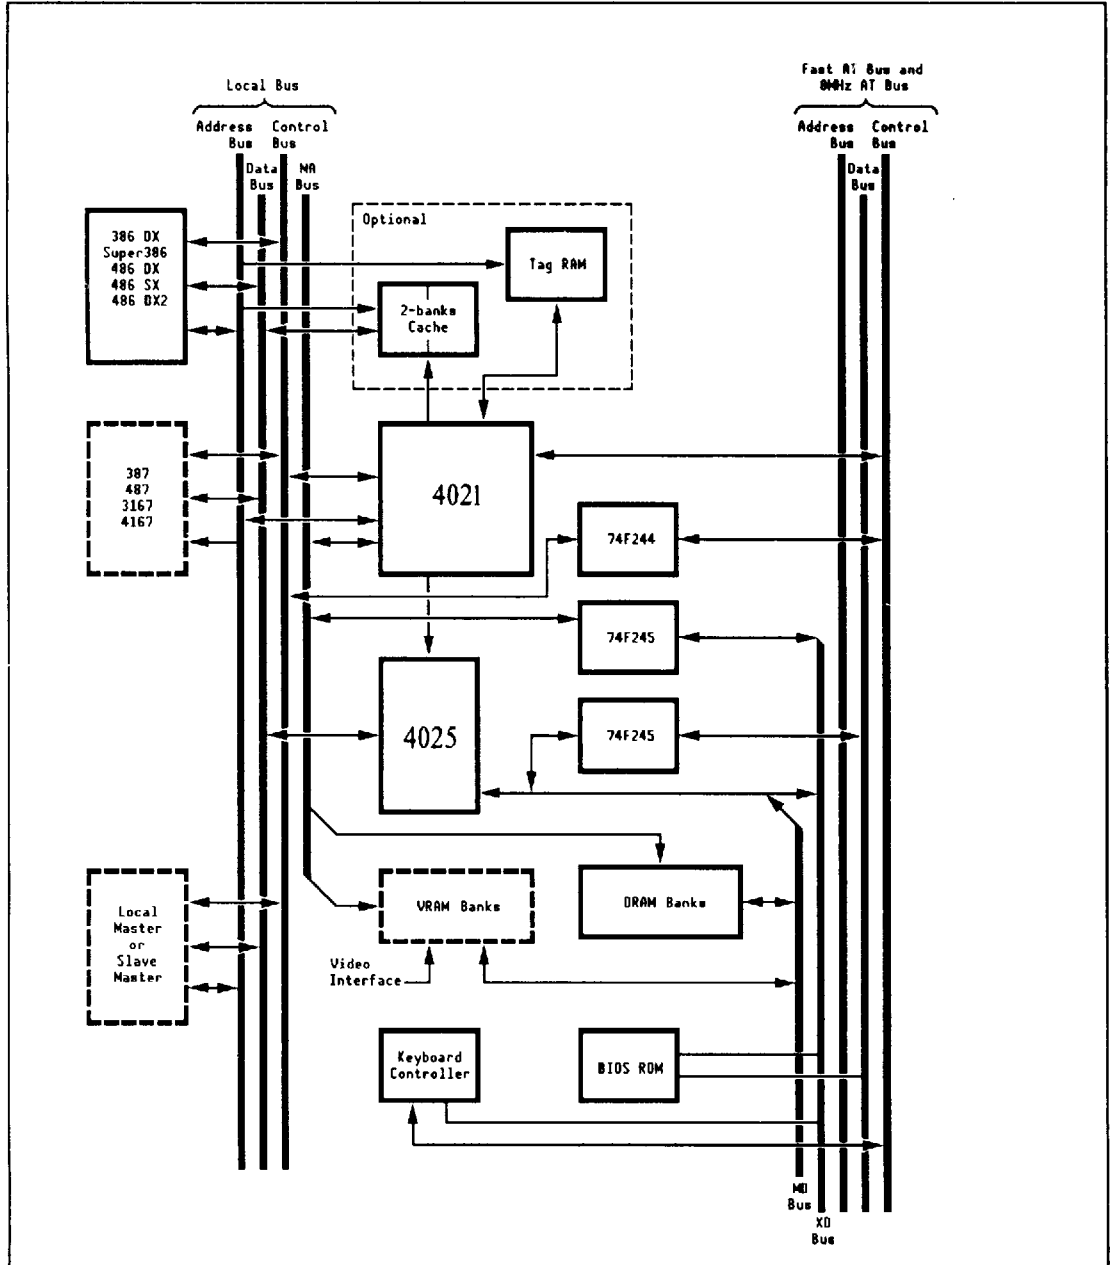 Local Bus
Fast AT Bus and
8MHz AT Bus
Address Control
Bus Bus
Data MA
Bus Bus
Address Control
Bus Bus
Data
Bus
386 DX
Super386
486 DX
486 SX
486 DX2
Optional
Tag RAM
2-banks
Cache
387
487
3167
4167
4021
74F244
74F245
4025
74F245
Local
Master
or
Slave
Master
VRAM Banks
DRAM Banks
Video
Interface
Keyboard
Controller
BIOS ROM
MD
Bus
XD
Bus